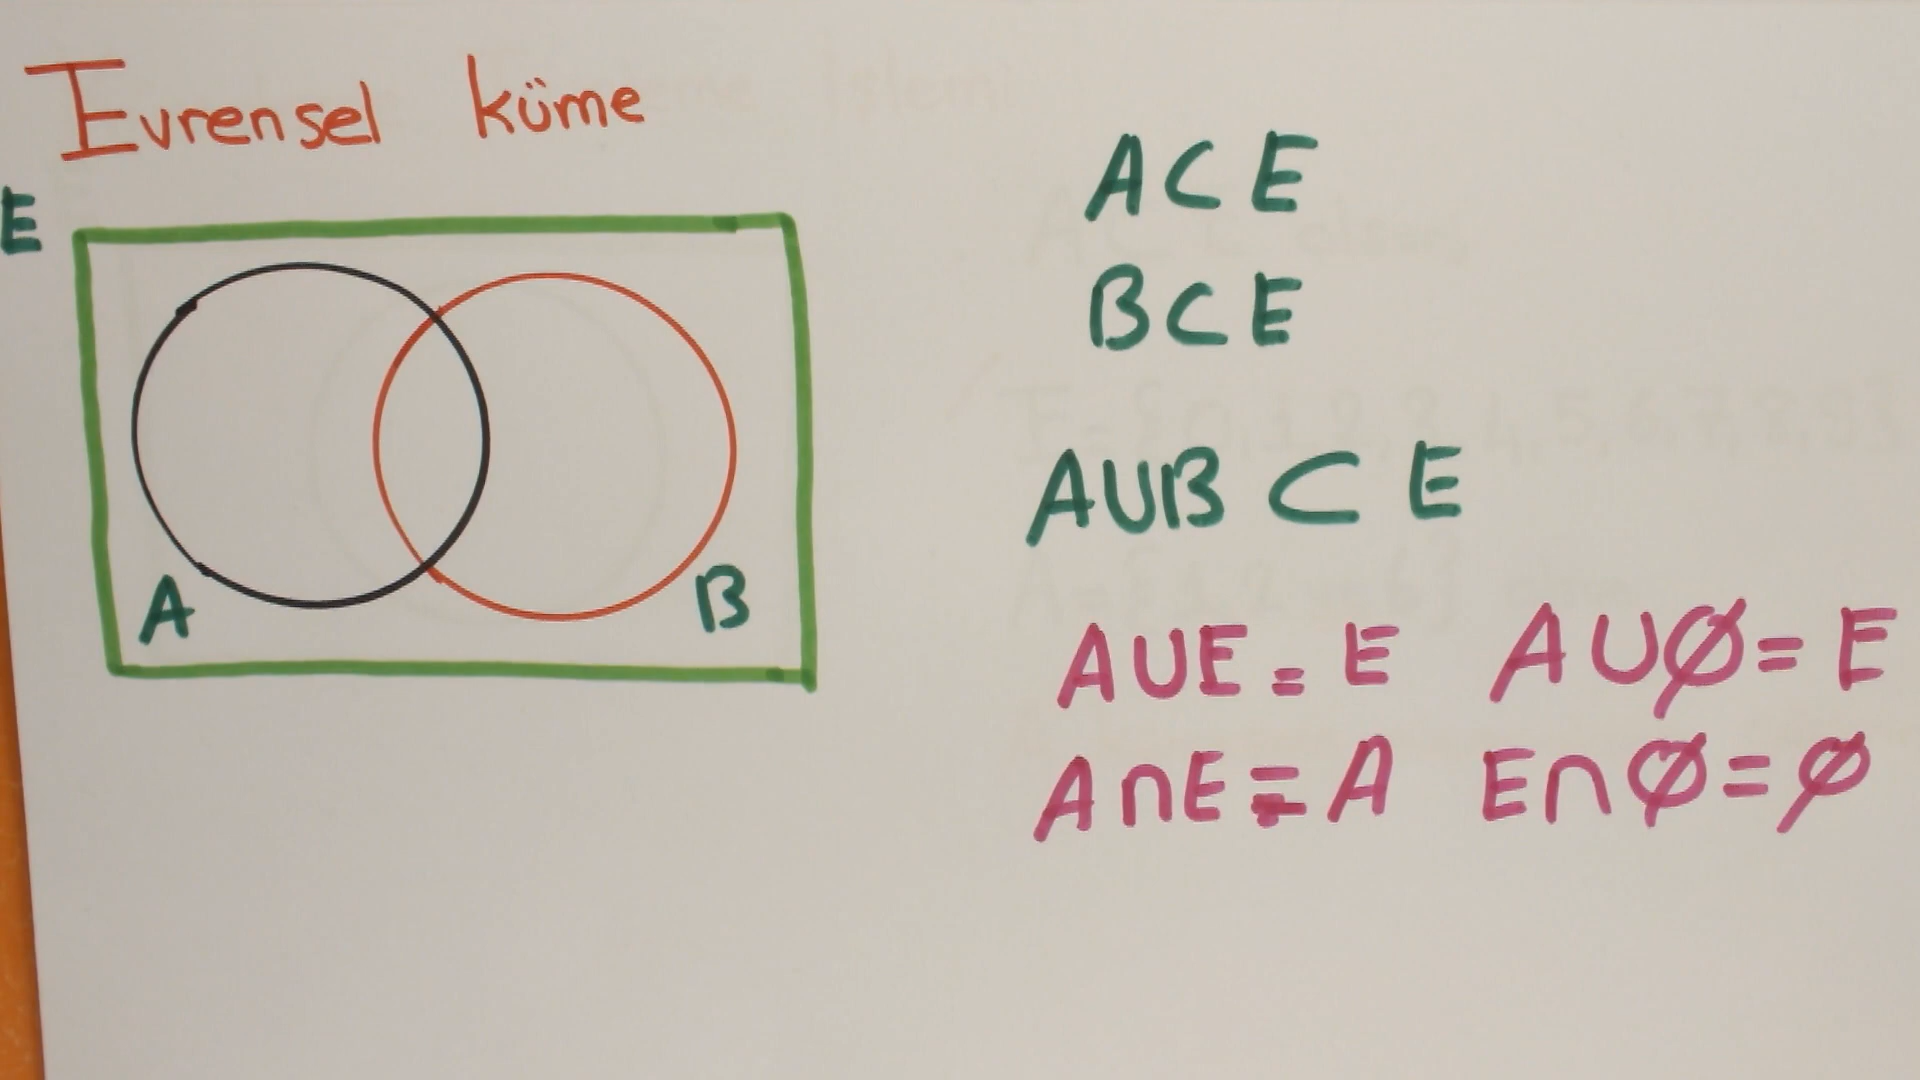 Evrensel küme
E
A
B
A⊂E
B⊂E
A∪B ⊂ E
A∪E = E A∪∅ = E
A∩E = A E∩∅ = ∅